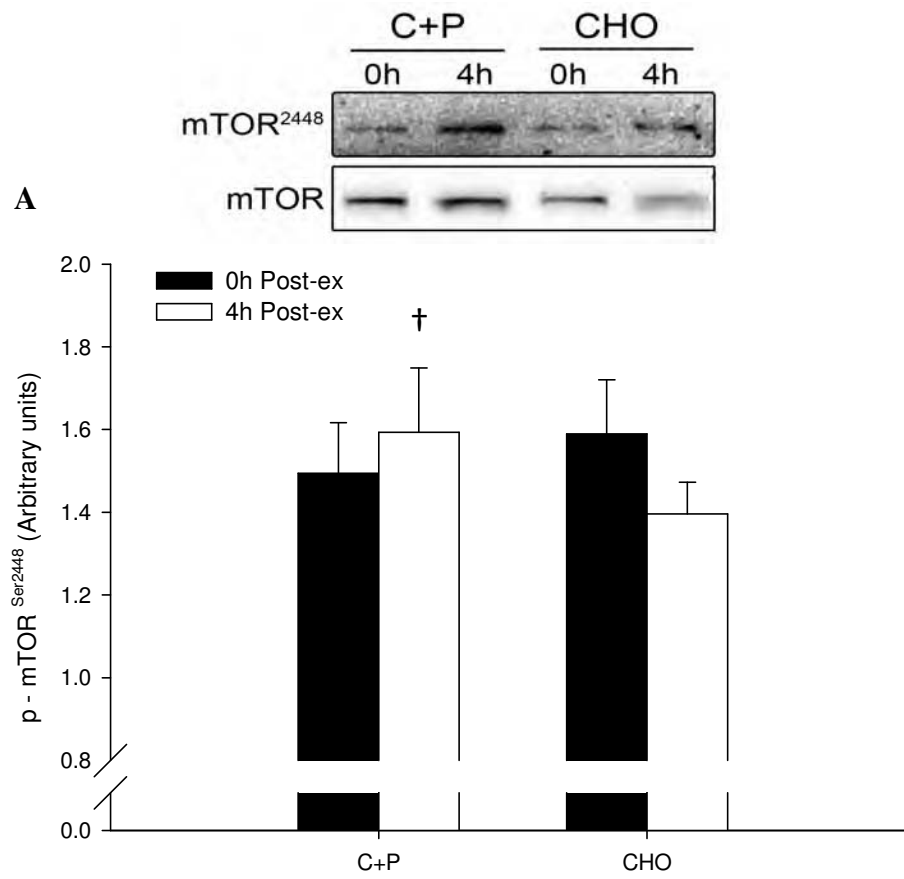 C+P CHO
0h 4h 0h 4h
mTOR2448
mTOR
A
2.0
1.8
1.6
1.4
1.2
1.0
0.8
0.0
p - mTOR Ser2448 (Arbitrary units)
0h Post-ex
4h Post-ex
†
C+P CHO